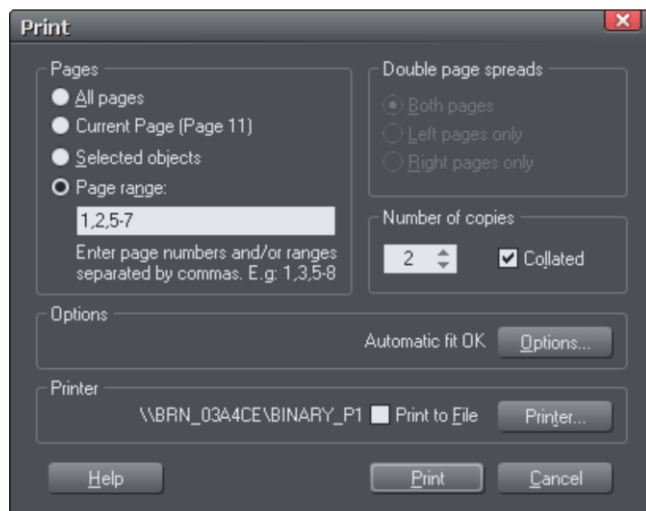 Print
Pages
All pages
Current Page (Page 11)
Selected objects
Page range:
1,2,5-7
Enter page numbers and/or ranges
separated by commas. E.g: 1,3,5-8
Double page spreads
Both pages
Left pages only
Right pages only
Number of copies
2
Collated
Options
Automatic fit OK
Options...
Printer
\\BRN_03A4CE\BINARY_P1
Print to File
Printer...
Help
Print
Cancel